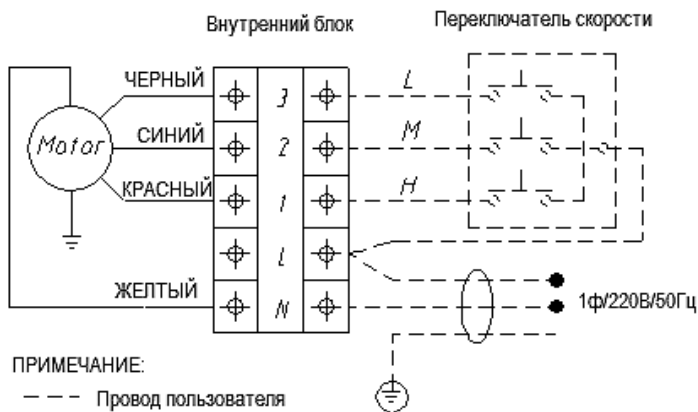 Внутренний блок
Переключатель скорости
ЧЕРНЫЙ
3
L
Motor
СИНИЙ
2
M
КРАСНЫЙ
1
H
L
ЖЕЛТЫЙ
N
1ф/220В/50Гц
ПРИМЕЧАНИЕ:
Провод пользователя